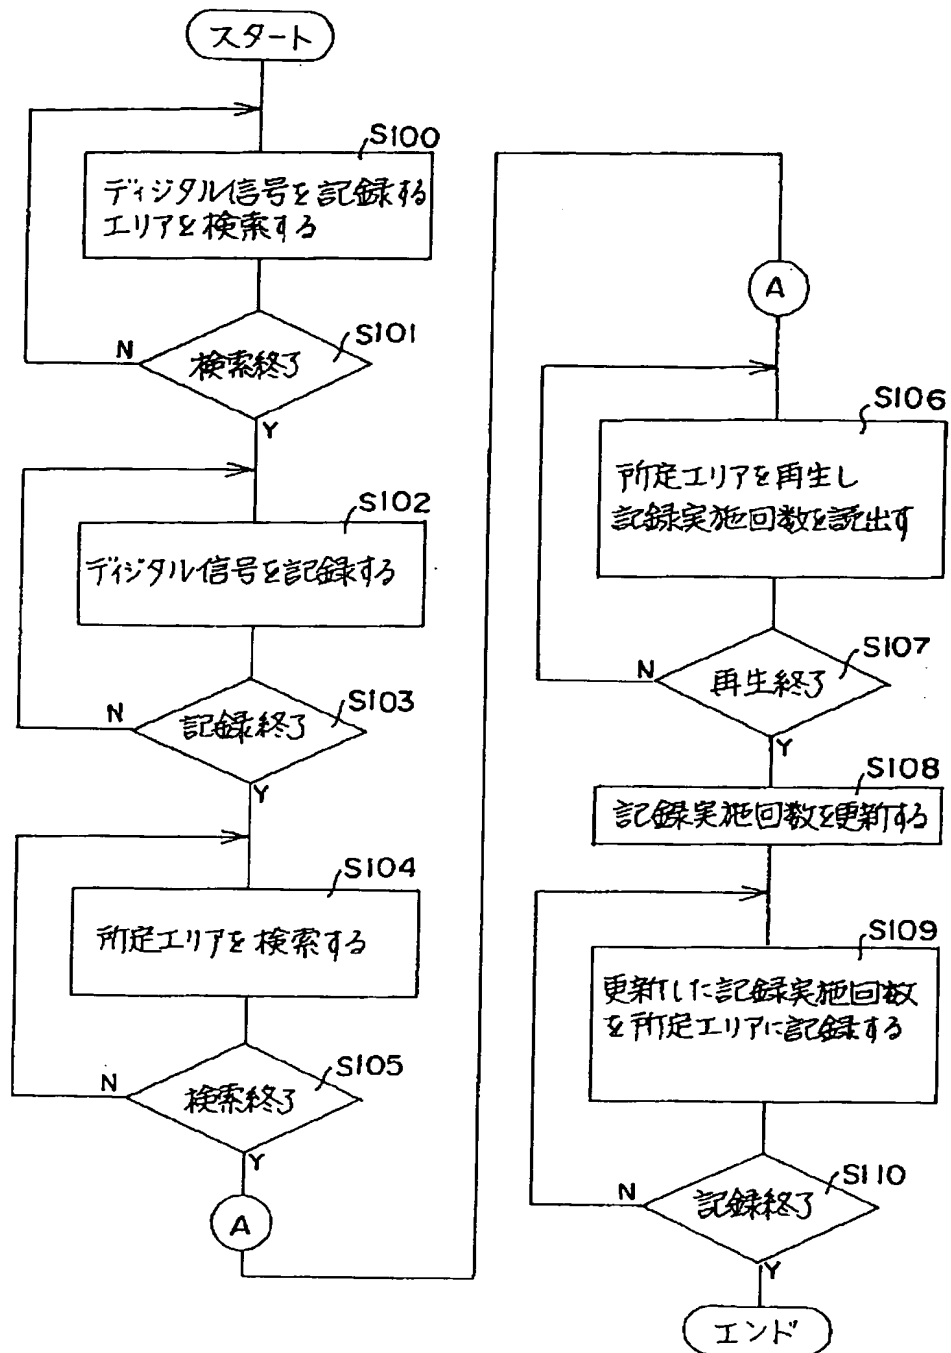 スタート
S100
ディジタル信号を記録する
エリアを検索する
S101
検索終了
N
Y
S102
ディジタル信号を記録する
S103
記録終了
N
Y
S104
所定エリアを検索する
S105
検索終了
N
Y
A
A
S106
所定エリアを再生し
記録実施回数を読出す
S107
再生終了
N
Y
S108
記録実施回数を更新する
S109
更新した記録実施回数
を所定エリアに記録する
S110
記録終了
N
Y
エンド